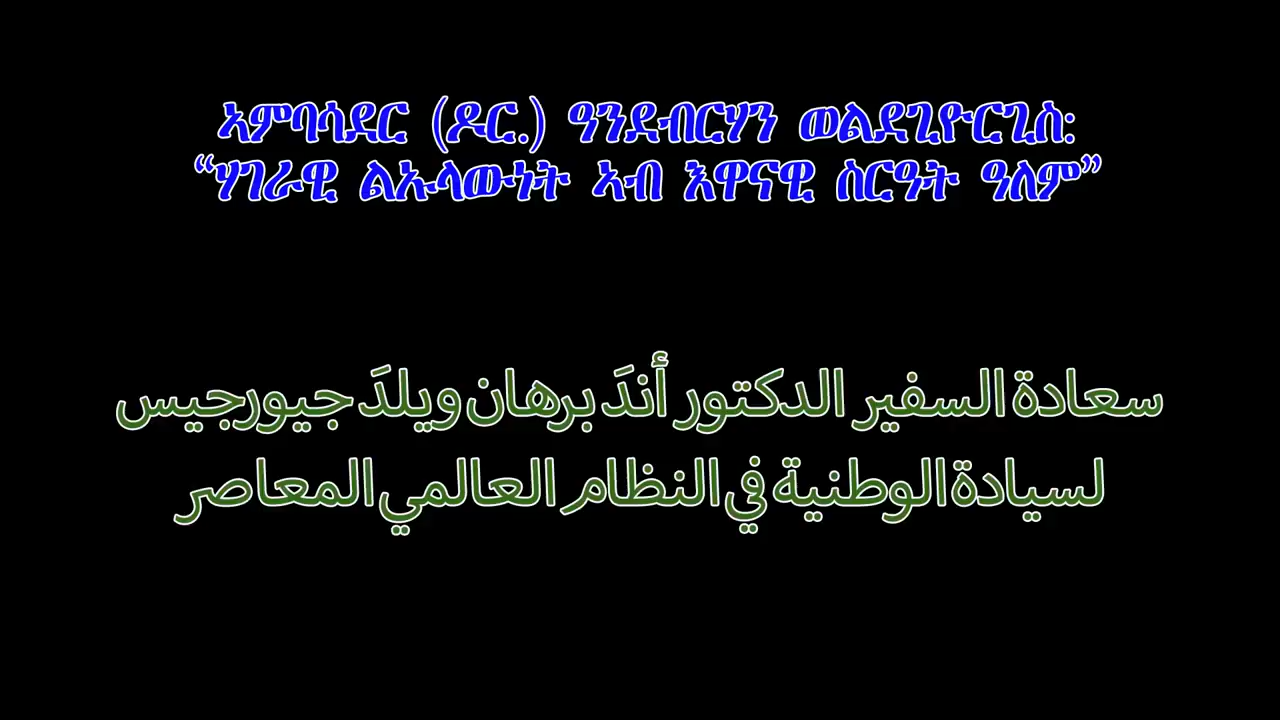 ኣምባሳደር (ዶር.) ዓንደብርሃን ወልደጊዮርጊስ:
“ሃገራዊ ልኡላውነት ኣብ እዋናዊ ስርዓት ዓለም”
سعادة السفير الدكتور أندَ برهان ويلدَ جيورجيس
لسيادة الوطنية في النظام العالمي المعاصر